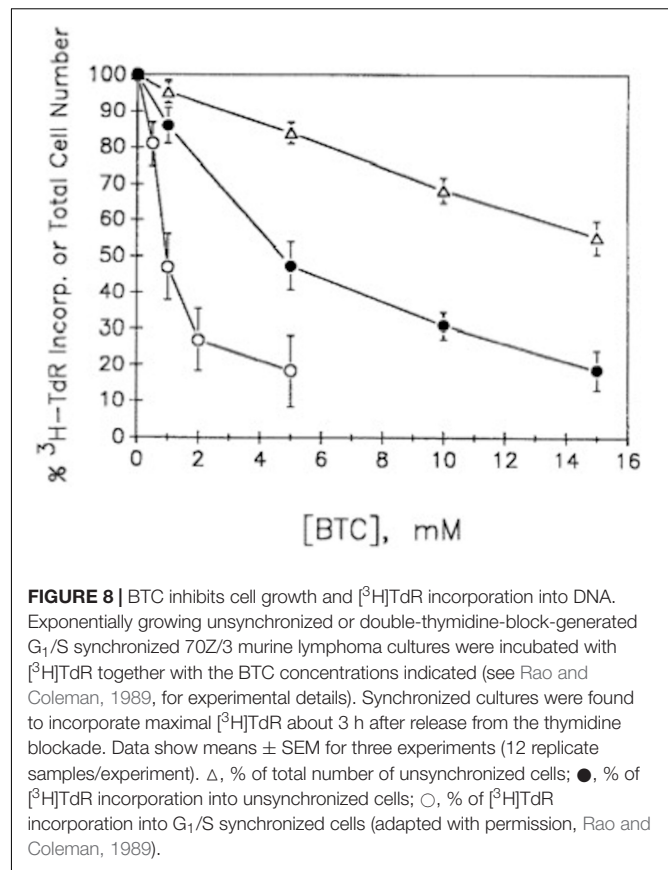 100
90
80
70
60
50
40
30
20
10
0
% ³H-TdR Incorp. or Total Cell Number
0 2 4 6 8 10 12 14 16
[BTC], mM
FIGURE 8 | BTC inhibits cell growth and [³H]TdR incorporation into DNA.
Exponentially growing unsynchronized or double-thymidine-block-generated
G₁/S synchronized 70Z/3 murine lymphoma cultures were incubated with
[³H]TdR together with the BTC concentrations indicated (see Rao and
Coleman, 1989, for experimental details). Synchronized cultures were found
to incorporate maximal [³H]TdR about 3 h after release from the thymidine
blockade. Data show means ± SEM for three experiments (12 replicate
samples/experiment). △, % of total number of unsynchronized cells; ●, % of
[³H]TdR incorporation into unsynchronized cells; ○, % of [³H]TdR
incorporation into G₁/S synchronized cells (adapted with permission, Rao and
Coleman, 1989).